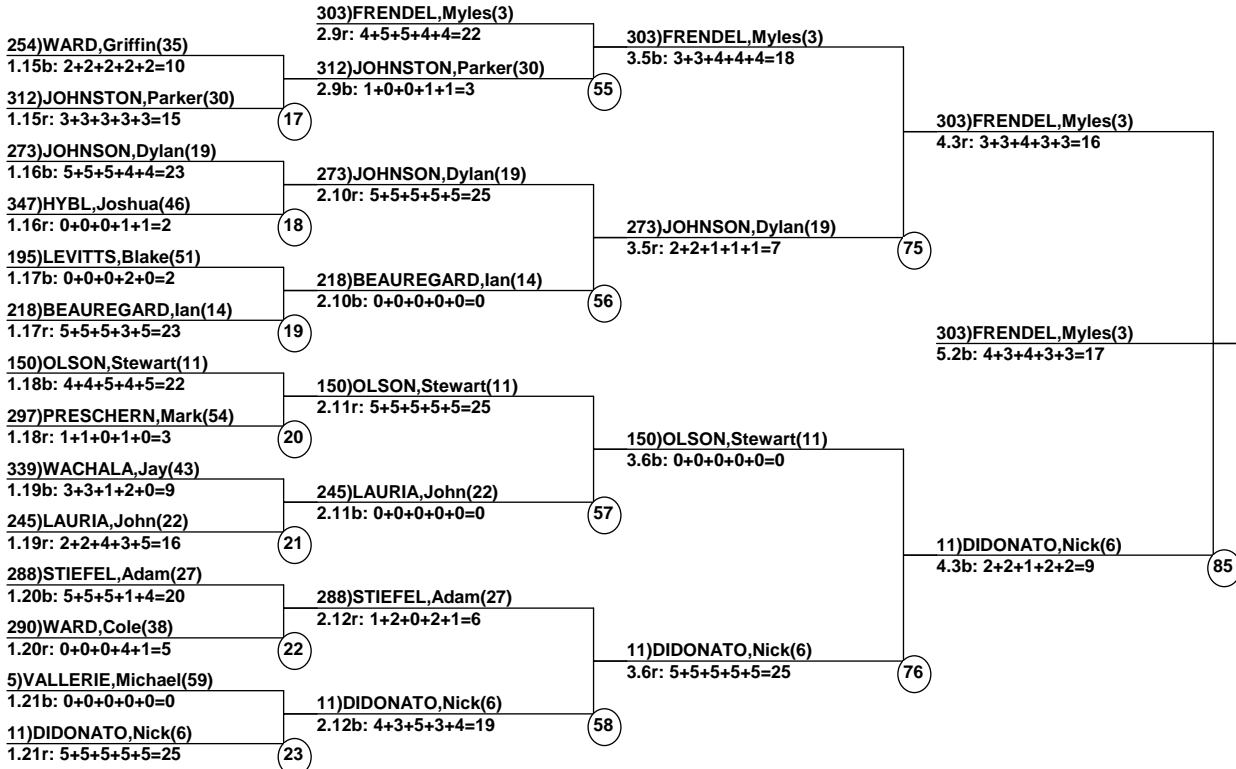 254)WARD,Griffin(35)
1.15b: 2+2+2+2+2=10
312)JOHNSTON,Parker(30)
1.15r: 3+3+3+3+3=15
17
273)JOHNSON,Dylan(19)
1.16b: 5+5+5+4+4=23
347)HYBL,Joshua(46)
1.16r: 0+0+0+1+1=2
18
195)LEVITTS,Blake(51)
1.17b: 0+0+0+2+0=2
218)BEAUREGARD,Ian(14)
1.17r: 5+5+5+3+5=23
19
150)OLSON,Stewart(11)
1.18b: 4+4+5+4+5=22
297)PRESCHERN,Mark(54)
1.18r: 1+1+0+1+0=3
20
339)WACHALA,Jay(43)
1.19b: 3+3+1+2+0=9
245)LAURIA,John(22)
1.19r: 2+2+4+3+5=16
21
288)STIEFEL,Adam(27)
1.20b: 5+5+5+1+4=20
290)WARD,Cole(38)
1.20r: 0+0+0+4+1=5
22
5)VALLERIE,Michael(59)
1.21b: 0+0+0+0+0=0
11)DIDONATO,Nick(6)
1.21r: 5+5+5+5+5=25
23
303)FRENDEL,Myles(3)
2.9r: 4+5+5+4+4=22
312)JOHNSTON,Parker(30)
2.9b: 1+0+0+1+1=3
55
273)JOHNSON,Dylan(19)
2.10r: 5+5+5+5+5=25
218)BEAUREGARD,Ian(14)
2.10b: 0+0+0+0+0=0
56
150)OLSON,Stewart(11)
2.11r: 5+5+5+5+5=25
245)LAURIA,John(22)
2.11b: 0+0+0+0+0=0
57
288)STIEFEL,Adam(27)
2.12r: 1+2+0+2+1=6
11)DIDONATO,Nick(6)
2.12b: 4+3+5+3+4=19
58
303)FRENDEL,Myles(3)
3.5b: 3+3+4+4+4=18
273)JOHNSON,Dylan(19)
3.5r: 2+2+1+1+1=7
75
150)OLSON,Stewart(11)
3.6b: 0+0+0+0+0=0
11)DIDONATO,Nick(6)
3.6r: 5+5+5+5+5=25
76
303)FRENDEL,Myles(3)
4.3r: 3+3+4+3+3=16
11)DIDONATO,Nick(6)
4.3b: 2+2+1+2+2=9
85
303)FRENDEL,Myles(3)
5.2b: 4+3+4+3+3=17